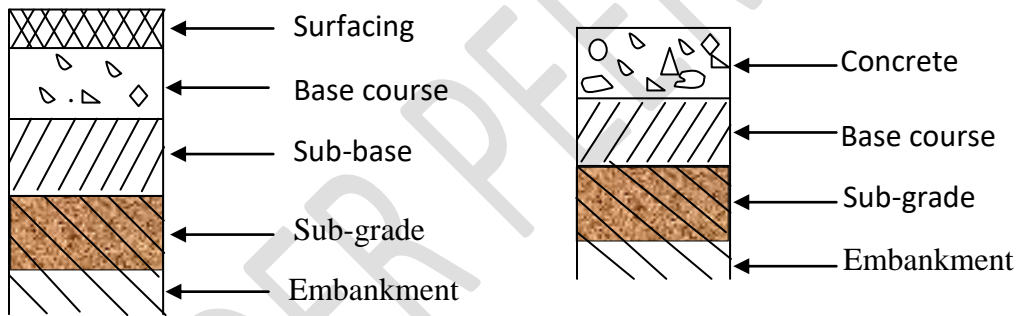 Surfacing
Base course
Sub-base
Sub-grade
Embankment
Concrete
Base course
Sub-grade
Embankment